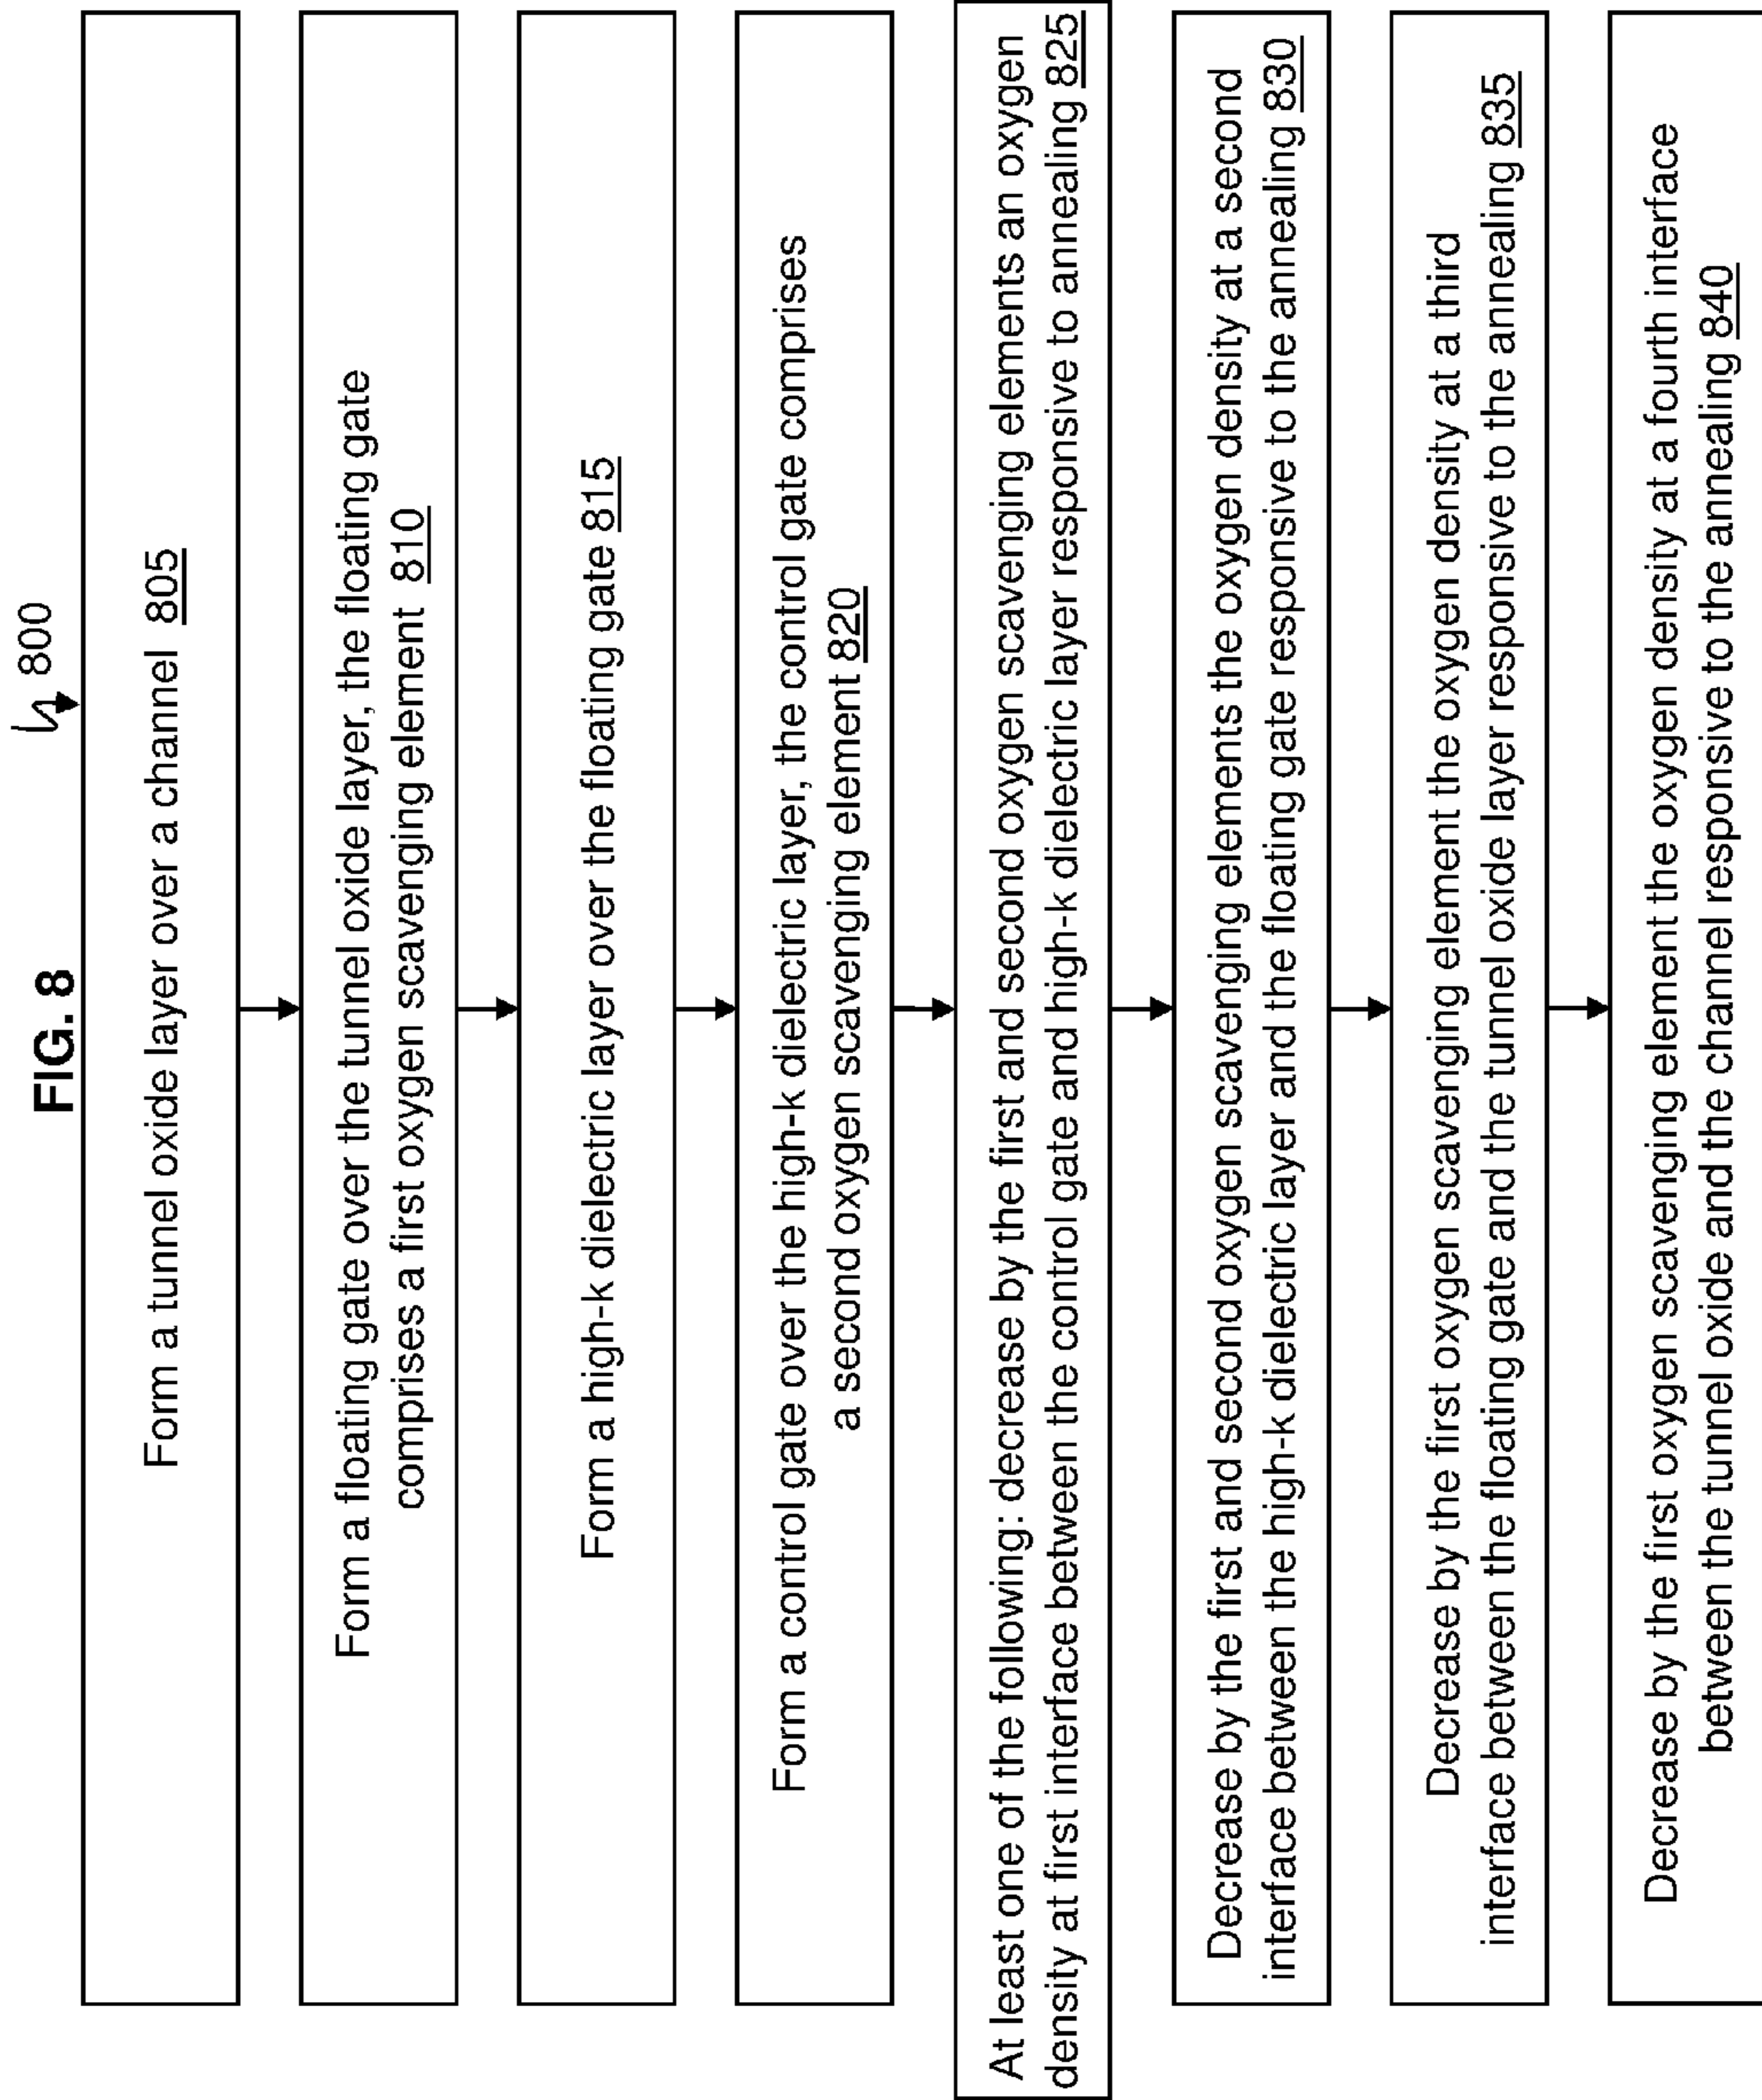 FIG. 8
800
Form a tunnel oxide layer over a channel 805
Form a floating gate over the tunnel oxide layer, the floating gate
comprises a first oxygen scavenging element 810
Form a high-k dielectric layer over the floating gate 815
Form a control gate over the high-k dielectric layer, the control gate comprises
a second oxygen scavenging element 820
At least one of the following: decrease by the first and second oxygen scavenging elements an oxygen
density at first interface between the control gate and high-k dielectric layer responsive to annealing 825
Decrease by the first and second oxygen scavenging elements the oxygen density at a second
interface between the high-k dielectric layer and the floating gate responsive to the annealing 830
Decrease by the first oxygen scavenging element the oxygen density at a third
interface between the floating gate and the tunnel oxide layer responsive to the annealing 835
Decrease by the first oxygen scavenging element the oxygen density at a fourth interface
between the tunnel oxide and the channel responsive to the annealing 840